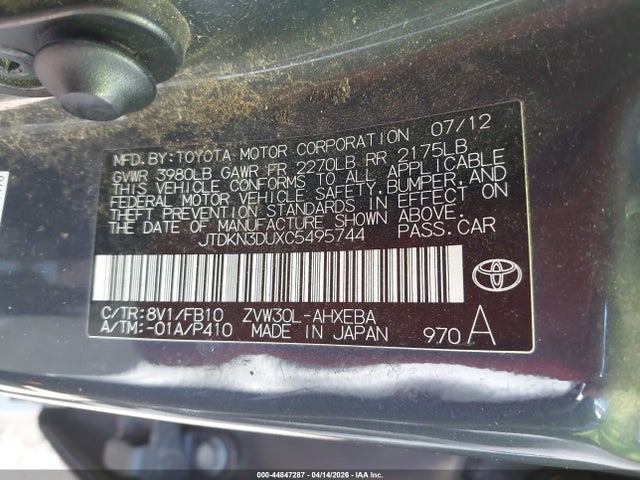 MFD.BY:TOYOTA MOTOR CORPORATION 07/12
GVWR 3980LB GAWR FR 2270LB RR 2175LB
THIS VEHICLE CONFORMS TO ALL APPLICABLE
FEDERAL MOTOR VEHICLE SAFETY, BUMPER, AND
THEFT PREVENTION STANDARDS IN EFFECT ON
THE DATE OF MANUFACTURE SHOWN ABOVE.
JTDKN3DUXC5495744 PASS.CAR
C/TR:8V1/FB10 ZVW30L-AHXEBA
A/TM:-01A/P410 MADE IN JAPAN 970 A
TOYOTA
000-44847287 - 04/14/2026 - IAA Inc.